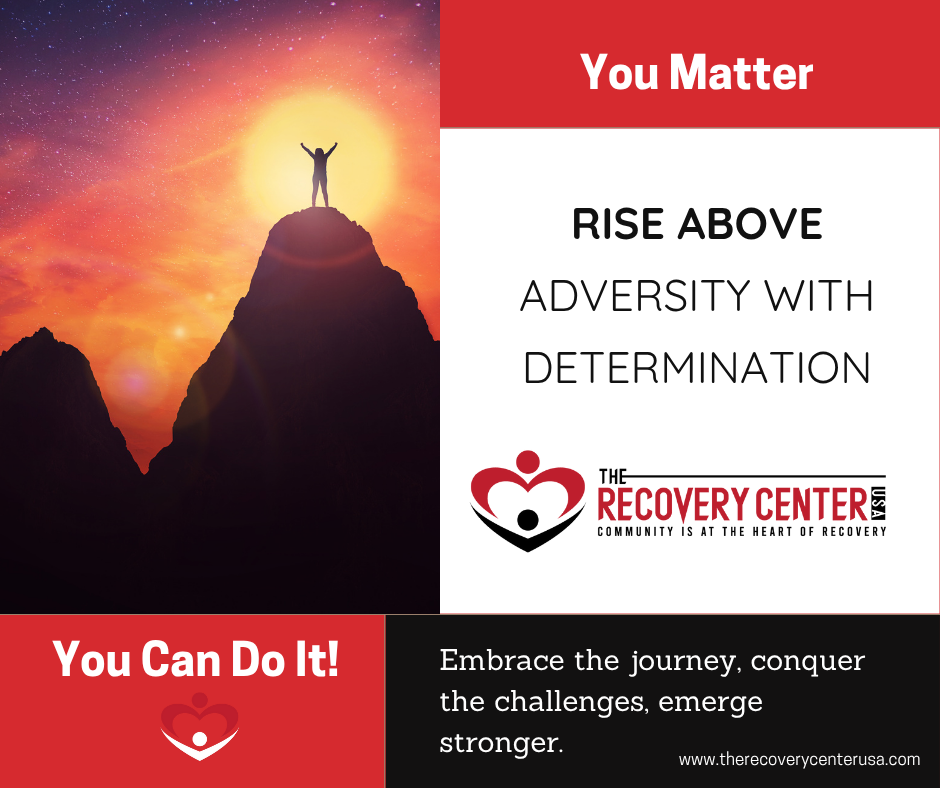 You Matter
RISE ABOVE
ADVERSITY WITH
DETERMINATION
THE
RECOVERY CENTER USA
COMMUNITY IS AT THE HEART OF RECOVERY
You Can Do It!
Embrace the journey, conquer
the challenges, emerge
stronger.
www.therecoverycenterusa.com